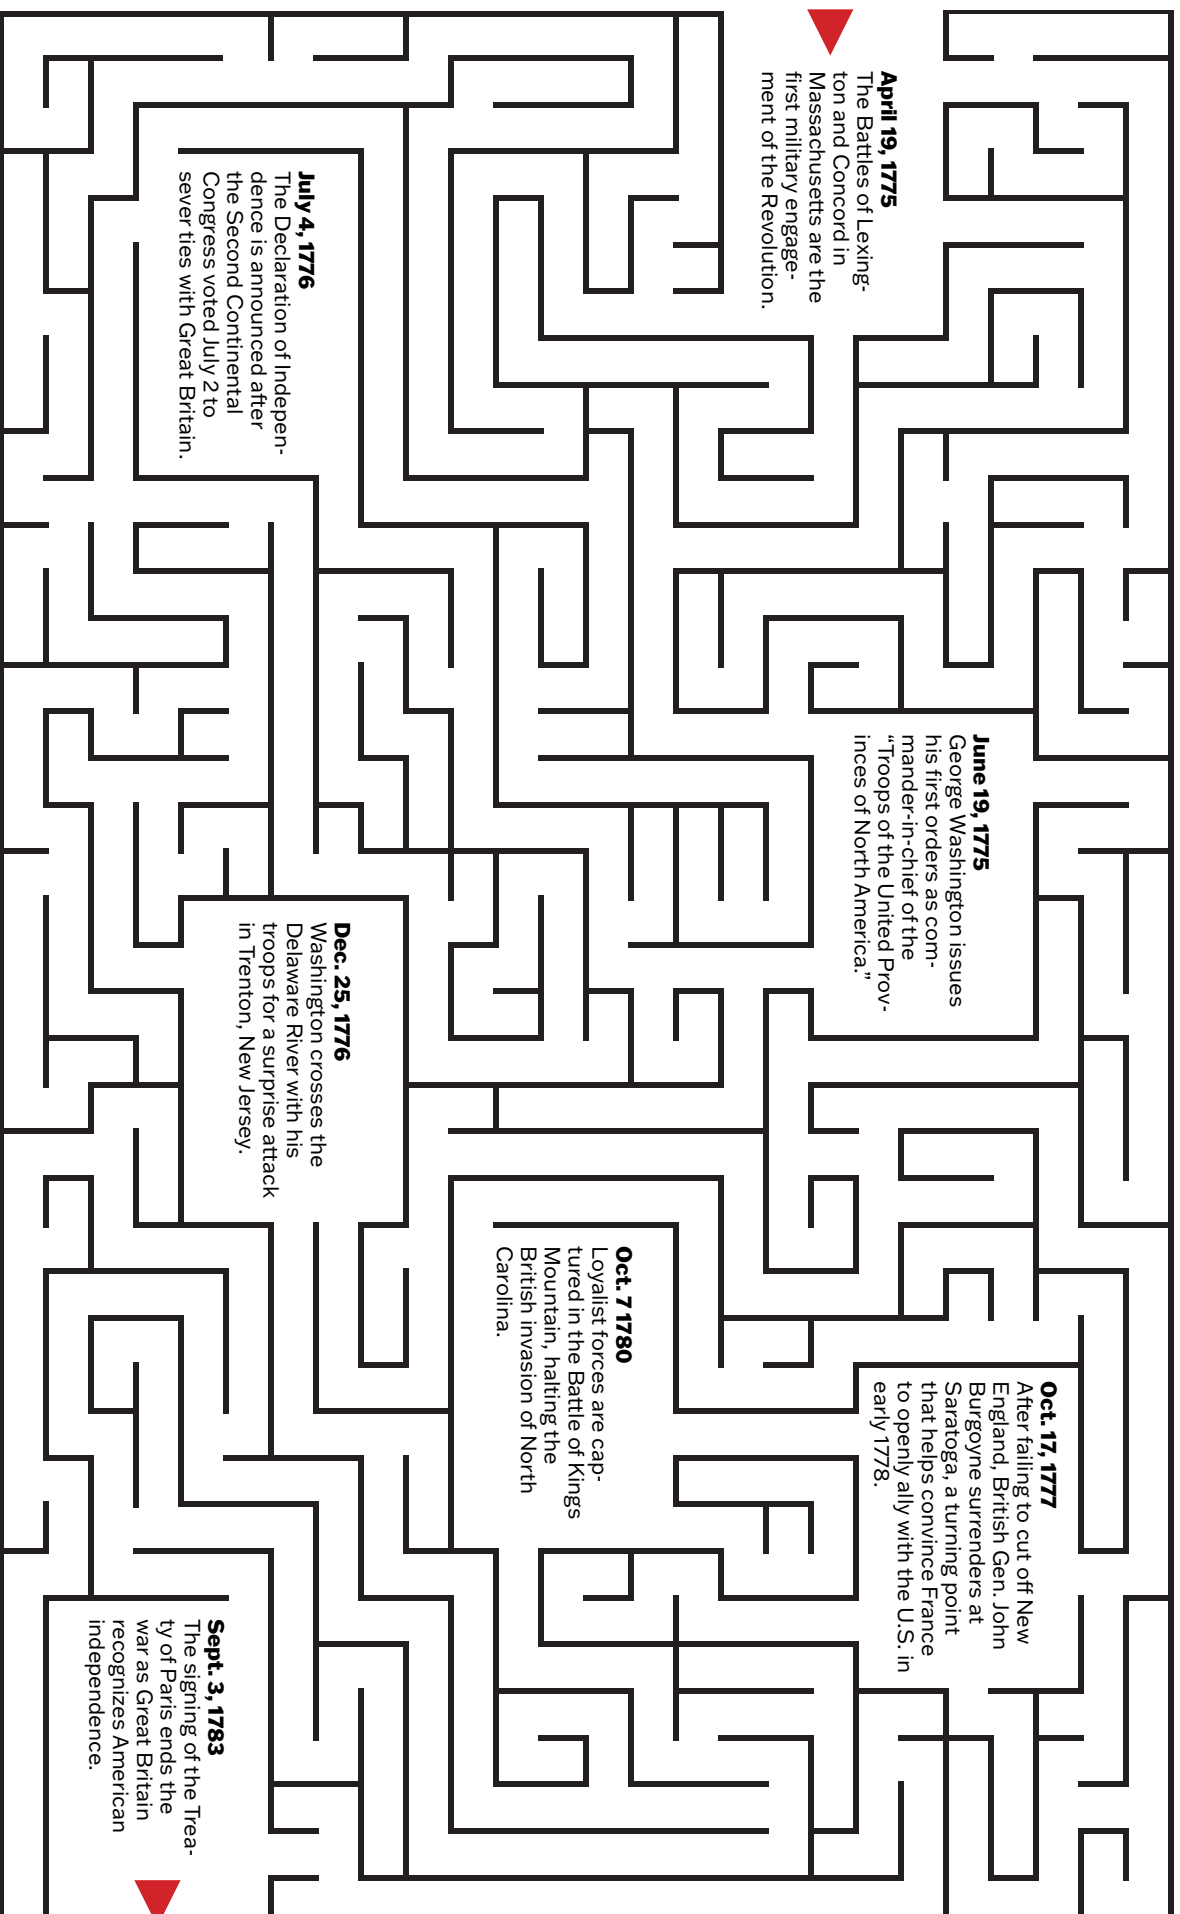 April 19, 1775
The Battles of Lexing-
ton and Concord in
Massachusetts are the
first military engage-
ment of the Revolution.
July 4, 1776
The Declaration of Indepen-
dence is announced after
the Second Continental
Congress voted July 2 to
sever ties with Great Britain.
June 19, 1775
George Washington issues
his first orders as com-
mander-in-chief of the
“Troops of the United Prov-
inces of North America.”
Dec. 25, 1776
Washington crosses the
Delaware River with his
troops for a surprise attack
in Trenton, New Jersey.
Oct. 7 1780
Loyalist forces are cap-
tured in the Battle of Kings
Mountain, halting the
British invasion of North
Carolina.
Oct. 17, 1777
After failing to cut off New
England, British Gen. John
Burgoyne surrenders at
Saratoga, a turning point
that helps convince France
to openly ally with the U.S. in
early 1778.
Sept. 3, 1783
The signing of the Trea-
ty of Paris ends the
war as Great Britain
recognizes American
independence.